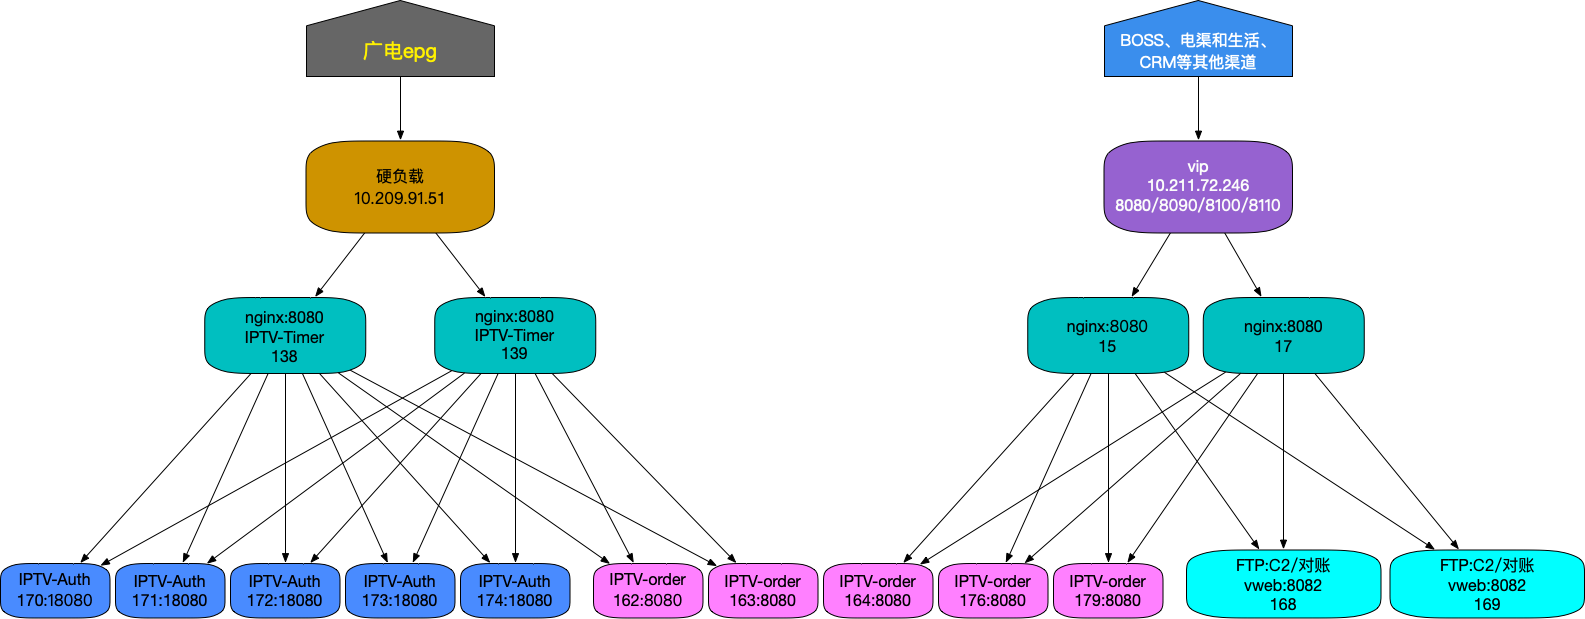 广电epg
BOSS、电渠和生活、
CRM等其他渠道
硬负载
10.209.91.51
vip
10.211.72.246
8080/8090/8100/8110
nginx:8080
IPTV-Timer
138
nginx:8080
IPTV-Timer
139
nginx:8080
15
nginx:8080
17
IPTV-Auth
170:18080
IPTV-Auth
171:18080
IPTV-Auth
172:18080
IPTV-Auth
173:18080
IPTV-Auth
174:18080
IPTV-order
162:8080
IPTV-order
163:8080
IPTV-order
164:8080
IPTV-order
176:8080
IPTV-order
179:8080
FTP:C2/对账
vweb:8082
168
FTP:C2/对账
vweb:8082
169